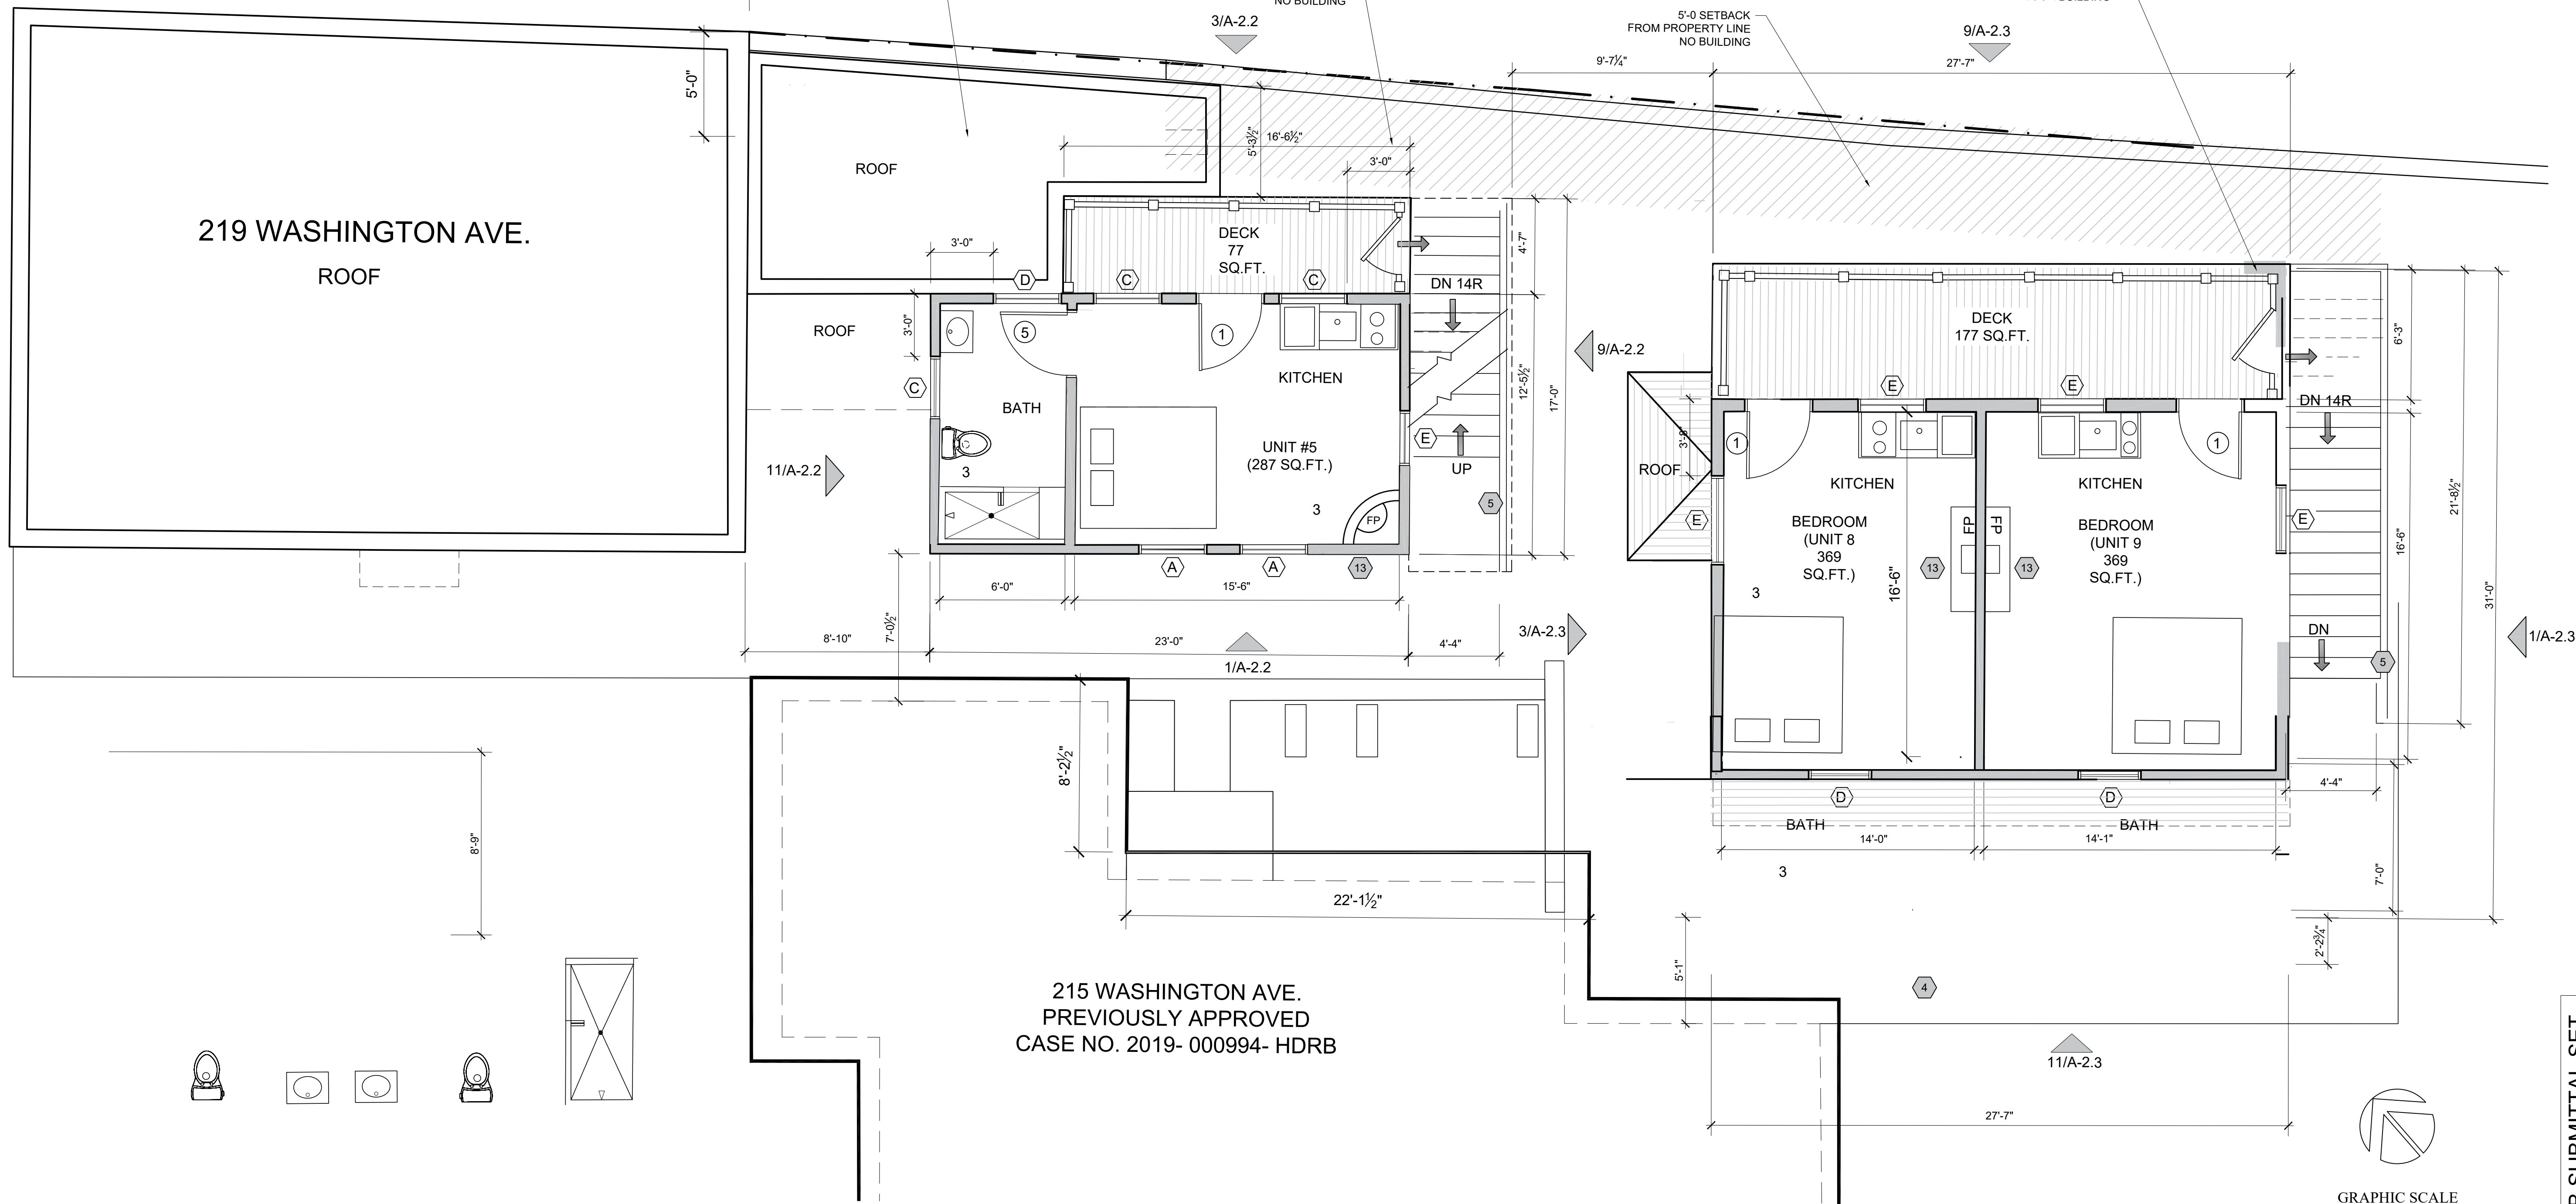 NO BUILDING
3/A-2.2
5'-0 SETBACK
FROM PROPERTY LINE
NO BUILDING
9/A-2.3
9'-7¼"
27'-7"
5'-0"
ROOF
5'-3½"
16'-6½"
3'-0"
219 WASHINGTON AVE.
ROOF
3'-0"
DECK
77
SQ.FT.
4'-7"
D
C
C
DN 14R
DECK
177 SQ.FT.
6'-3"
ROOF
3'-0"
5
1
17'-0"
12'-5½"
9/A-2.2
C
BATH
KITCHEN
E
E
DN 14R
UNIT #5
(287 SQ.FT.)
E
UP
3'-8"
1
1
11/A-2.2
3
ROOF
KITCHEN
KITCHEN
21'-8½"
5
3
FP
E
BEDROOM
(UNIT 8
369
SQ.FT.)
FP
FP
BEDROOM
(UNIT 9
369
SQ.FT.)
E
16'-6"
A
A
13
13
13
6'-0"
15'-6"
16'-6"
3
31'-0"
7'-0½"
8'-10"
23'-0"
4'-4"
3/A-2.3
DN
1/A-2.3
1/A-2.2
5
8'-2½"
4'-4"
D
D
BATH
BATH
14'-0"
14'-1"
8'-9"
3
7'-0"
22'-1½"
2'-2¾"
5'-1"
4
215 WASHINGTON AVE.
PREVIOUSLY APPROVED
CASE NO. 2019- 000994- HDRB
11/A-2.3
27'-7"
GRAPHIC SCALE
SUBMITTAL SET